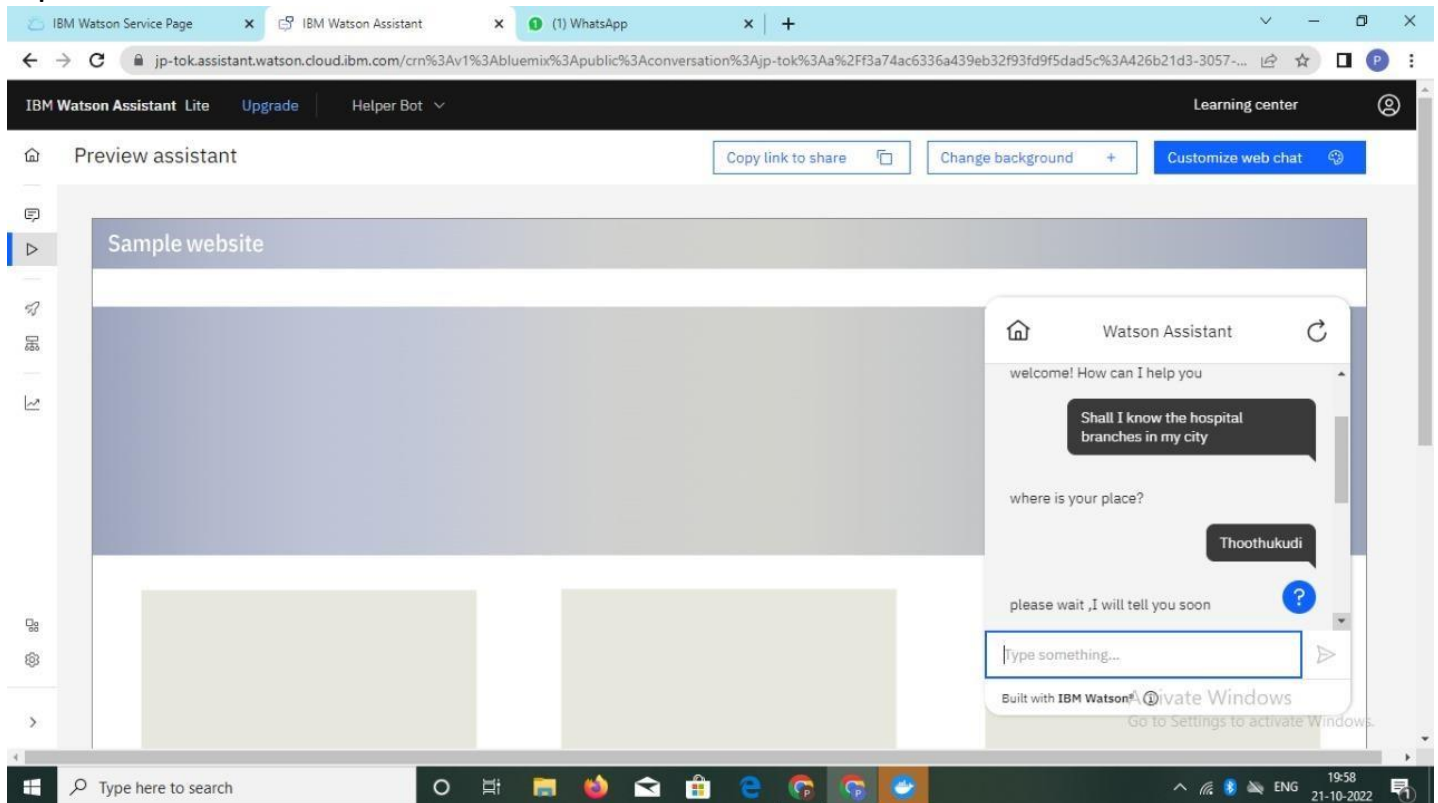 IBM Watson Service Page
IBM Watson Assistant
(1) WhatsApp
jp-tok.assistant.watson.cloud.ibm.com/crn%3Av1%3Abluemix%3Apublic%3Aconversation%3Ajp-tok%3Aa%2Ff3a74ac6336a439eb32f93fd9f5dad5c%3A426b21d3-3057-...
P
IBM Watson Assistant Lite Upgrade Helper Bot Learning center
Preview assistant
Copy link to share
Change background +
Customize web chat
Sample website
Watson Assistant
welcome! How can I help you
Shall I know the hospital
branches in my city
where is your place?
Thoothukudi
please wait ,I will tell you soon
?
Type something...
Built with IBM Watson®
Activate Windows
Go to Settings to activate Windows.
Type here to search
ENG
19:58
21-10-2022
1